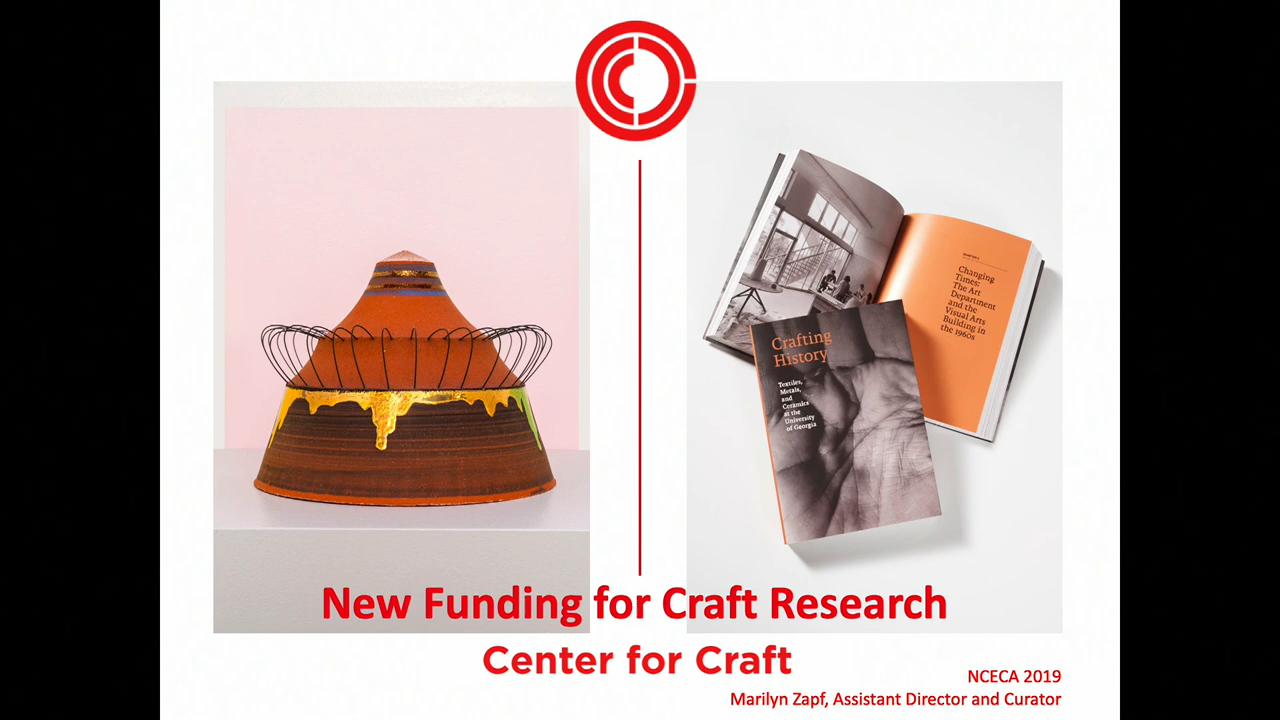 CHAPTER 5
Changing
Times:
The Art
Department
and the
Visual Arts
Building in
the 1960s
Crafting
History
Textiles,
Metals,
and
Ceramics
at the
University
of Georgia
New Funding for Craft Research
Center for Craft
NCECA 2019
Marilyn Zapf, Assistant Director and Curator